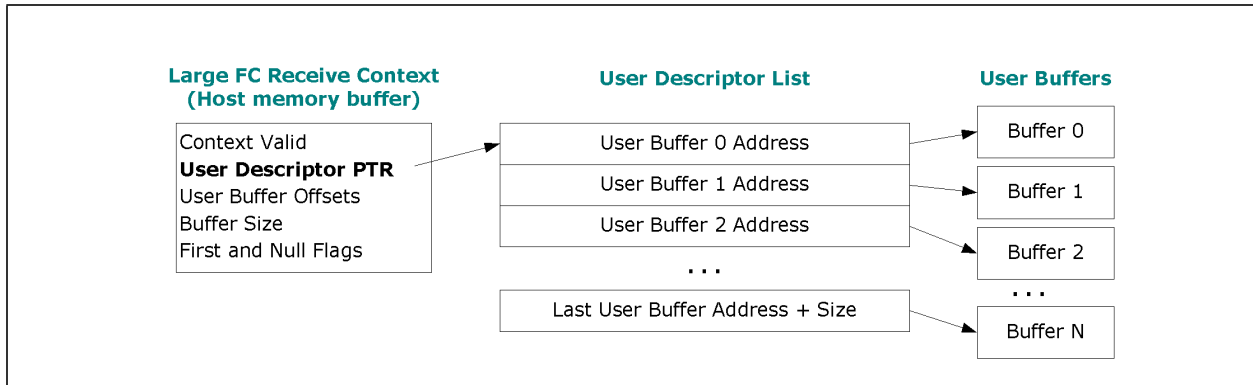 Large FC Receive Context
(Host memory buffer)
User Descriptor List
User Buffers
Context Valid
User Descriptor PTR
User Buffer Offsets
Buffer Size
First and Null Flags
User Buffer 0 Address
User Buffer 1 Address
User Buffer 2 Address
...
Last User Buffer Address + Size
Buffer 0
Buffer 1
Buffer 2
...
Buffer N